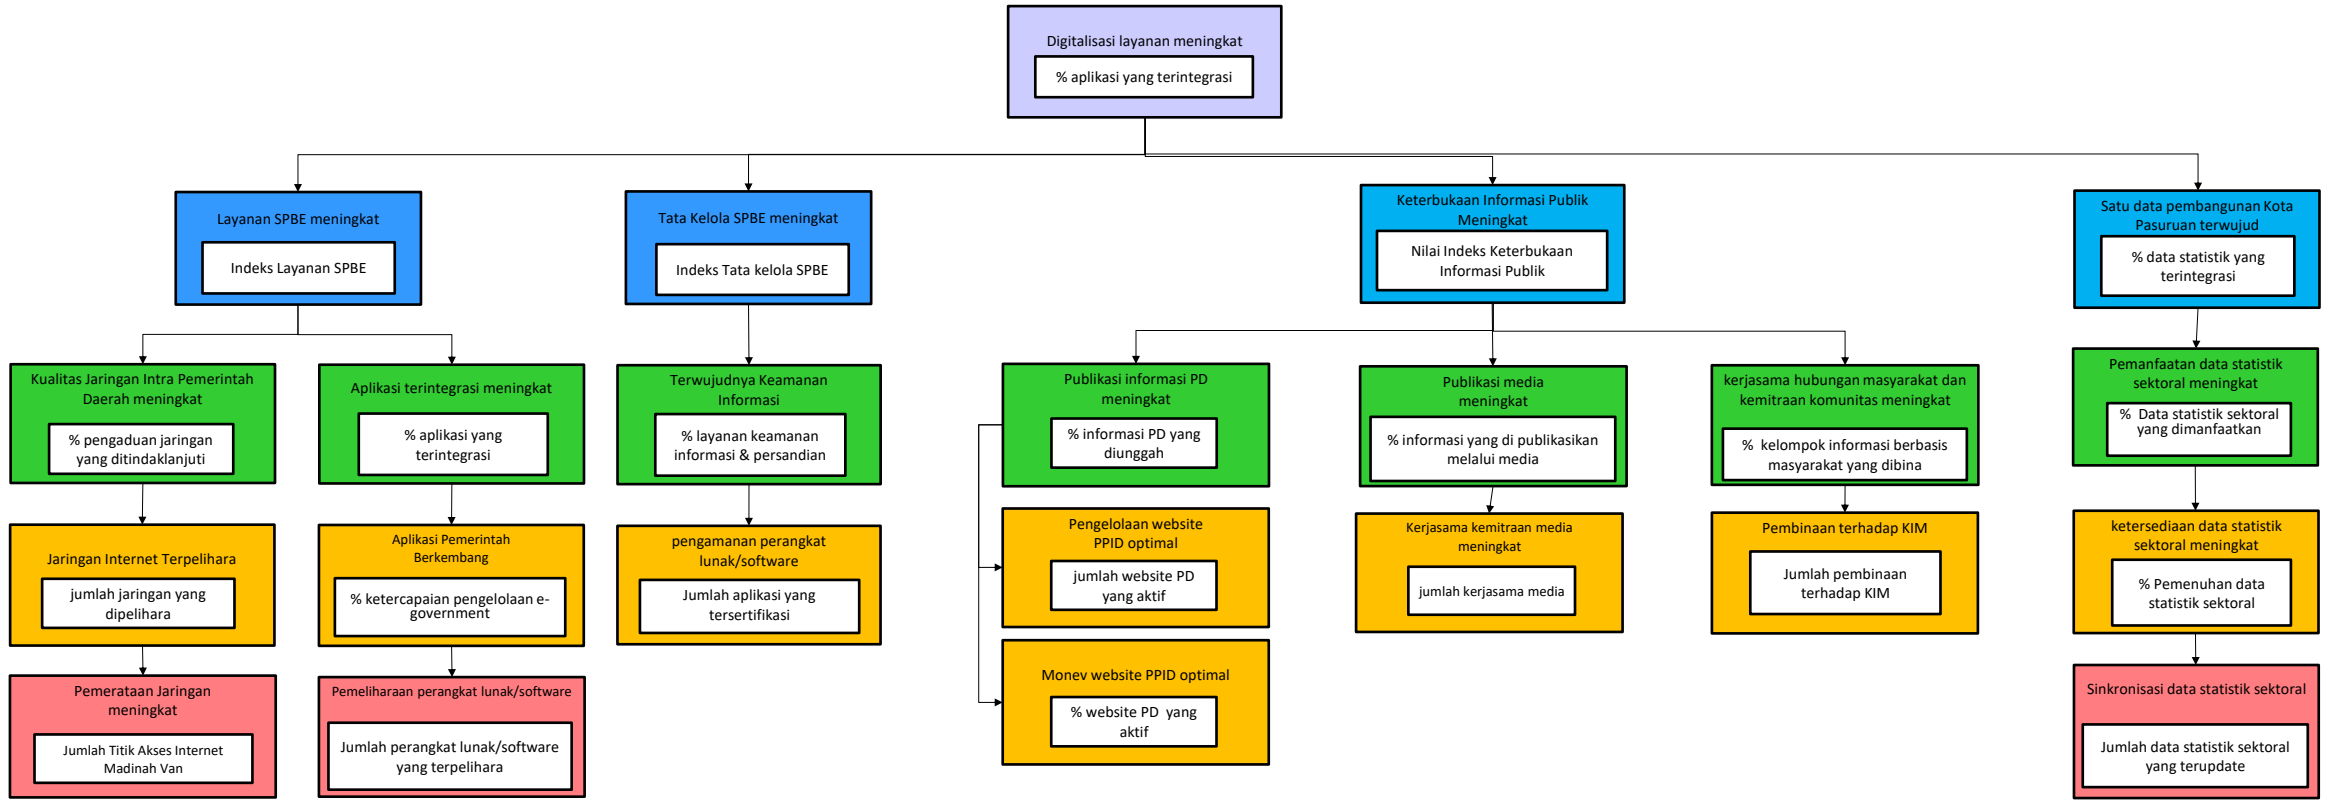 Digitalisasi layanan meningkat
% aplikasi yang terintegrasi
Layanan SPBE meningkat
Indeks Layanan SPBE
Tata Kelola SPBE meningkat
Indeks Tata kelola SPBE
Keterbukaan Informasi Publik
Meningkat
Nilai Indeks Keterbukaan
Informasi Publik
Satu data pembangunan Kota
Pasuruan terwujud
% data statistik yang
terintegrasi
Kualitas Jaringan Intra Pemerintah
Daerah meningkat
% pengaduan jaringan
yang ditindaklanjuti
Aplikasi terintegrasi meningkat
% aplikasi yang
terintegrasi
Terwujudnya Keamanan
Informasi
% layanan keamanan
informasi & persandian
Publikasi informasi PD
meningkat
% informasi PD yang
diunggah
Publikasi media
meningkat
% informasi yang di publikasikan
melalui media
kerjasama hubungan masyarakat dan
kemitraan komunitas meningkat
% kelompok informasi berbasis
masyarakat yang dibina
Pemanfaatan data statistik
sektoral meningkat
% Data statistik sektoral
yang dimanfaatkan
Jaringan Internet Terpelihara
jumlah jaringan yang
dipelihara
Aplikasi Pemerintah
Berkembang
% ketercapaian pengelolaan e-
government
pengamanan perangkat
lunak/software
Jumlah aplikasi yang
tersertifikasi
Pengelolaan website
PPID optimal
jumlah website PD
yang aktif
Kerjasama kemitraan media
meningkat
jumlah kerjasama media
Pembinaan terhadap KIM
Jumlah pembinaan
terhadap KIM
ketersediaan data statistik
sektoral meningkat
% Pemenuhan data
statistik sektoral
Pemerataan Jaringan
meningkat
Jumlah Titik Akses Internet
Madinah Van
Pemeliharaan perangkat lunak/software
Jumlah perangkat lunak/software
yang terpelihara
Monev website PPID optimal
% website PD yang
aktif
Sinkronisasi data statistik sektoral
Jumlah data statistik sektoral
yang terupdate